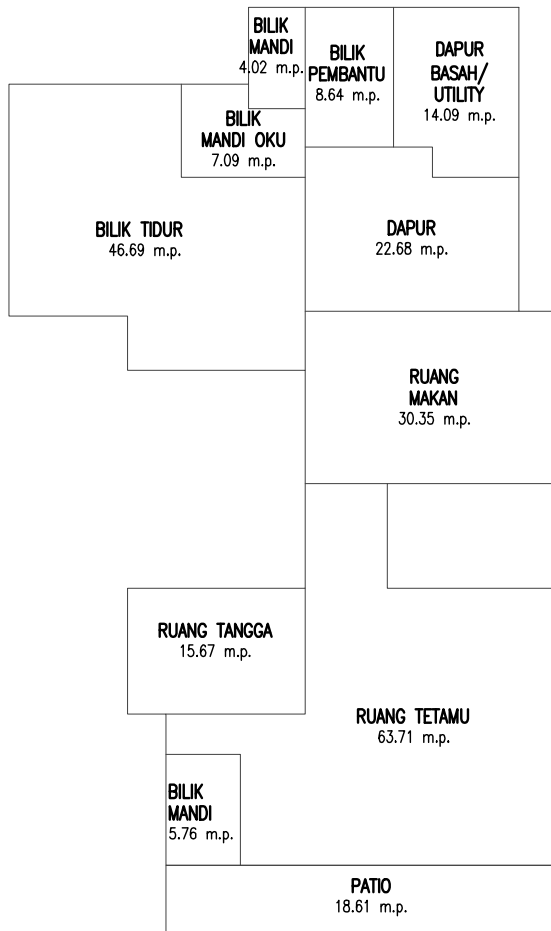 BILIK
MANDI
4.02 m.p.
BILIK
PEMBANTU
8.64 m.p.
DAPUR
BASAH/
UTILITY
14.09 m.p.
BILIK
MANDI OKU
7.09 m.p.
BILIK TIDUR
46.69 m.p.
DAPUR
22.68 m.p.
RUANG
MAKAN
30.35 m.p.
RUANG TANGGA
15.67 m.p.
RUANG TETAMU
63.71 m.p.
BILIK
MANDI
5.76 m.p.
PATIO
18.61 m.p.